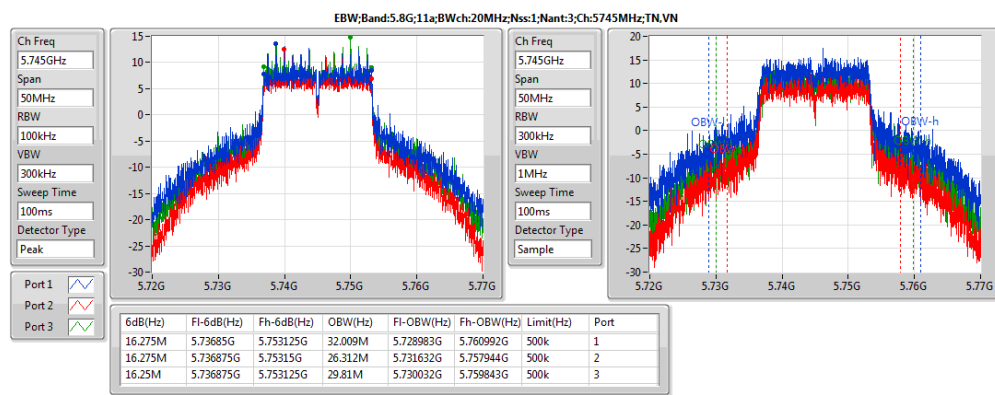 EBW;Band:5.8G;11a;BWch:20MHz;Nss:1;Nant:3;Ch:5745MHz;TN,VN
Ch Freq
5.745GHz
Span
50MHz
RBW
100kHz
VBW
300kHz
Sweep Time
100ms
Detector Type
Peak
15
10
5
0
-5
-10
-15
-20
-25
-30
5.72G 5.73G 5.74G 5.75G 5.76G 5.77G
Ch Freq
5.745GHz
Span
50MHz
RBW
300kHz
VBW
1MHz
Sweep Time
100ms
Detector Type
Sample
20
15
10
5
0
-5
-10
-15
-20
-25
-30
OBW-h
5.72G 5.73G 5.74G 5.75G 5.76G 5.77G
Port 1
Port 2
Port 3
6dB(Hz) Fl-6dB(Hz) Fh-6dB(Hz) OBW(Hz) Fl-OBW(Hz) Fh-OBW(Hz) Limit(Hz) Port
16.275M 5.73685G 5.753125G 32.009M 5.728983G 5.760992G 500k 1
16.275M 5.736875G 5.75315G 26.312M 5.731632G 5.757944G 500k 2
16.25M 5.736875G 5.753125G 29.81M 5.730032G 5.759843G 500k 3